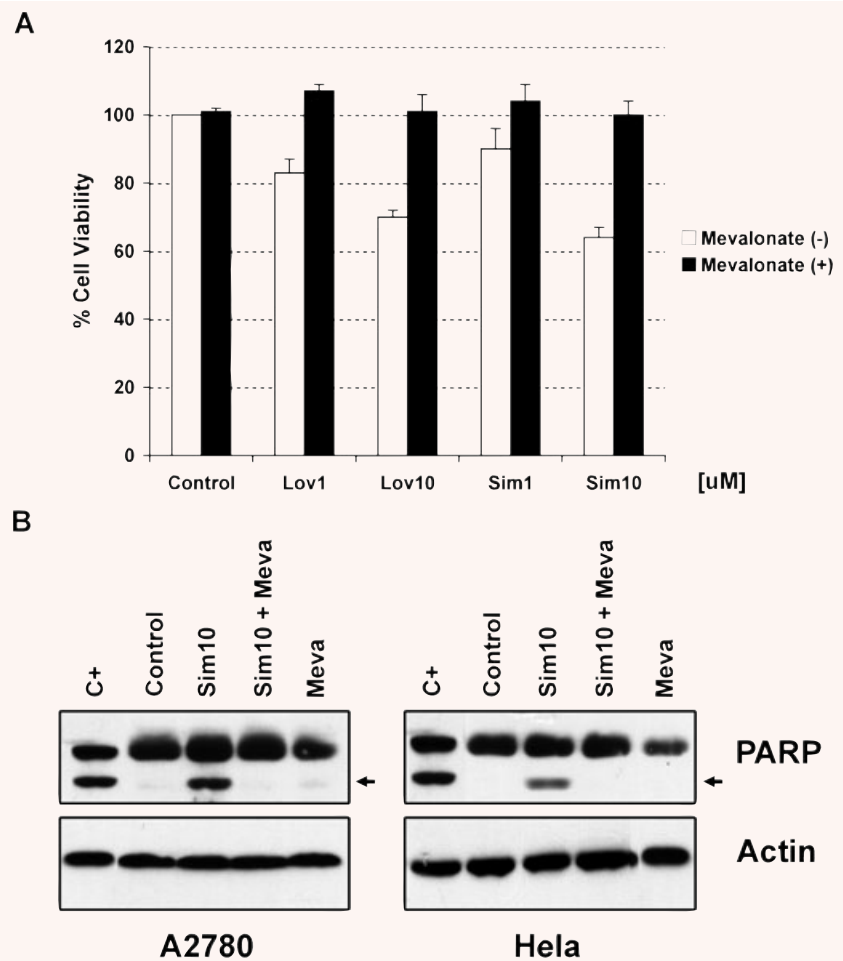 A
120
100
80
60
40
20
0
% Cell Viability
Control Lov1 Lov10 Sim1 Sim10 [uM]
Mevalonate (-)
Mevalonate (+)
B
C+ Control Sim10 Sim10 + Meva Meva
C+ Control Sim10 Sim10 + Meva Meva
PARP
Actin
A2780 Hela